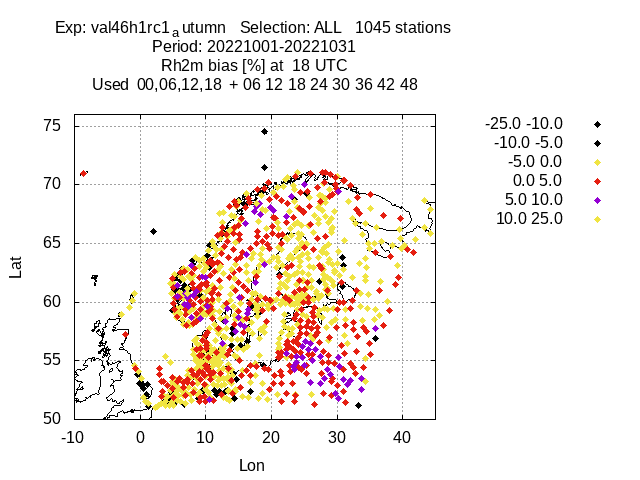 Exp: val46h1rc1autumn Selection: ALL 1045 stations
Period: 20221001-20221031
Rh2m bias [%] at 18 UTC
Used 00,06,12,18 + 06 12 18 24 30 36 42 48
-25.0 -10.0
-10.0 -5.0
-5.0 0.0
0.0 5.0
5.0 10.0
10.0 25.0
75
70
65
60
55
50
Lat
-10 0 10 20 30 40
Lon